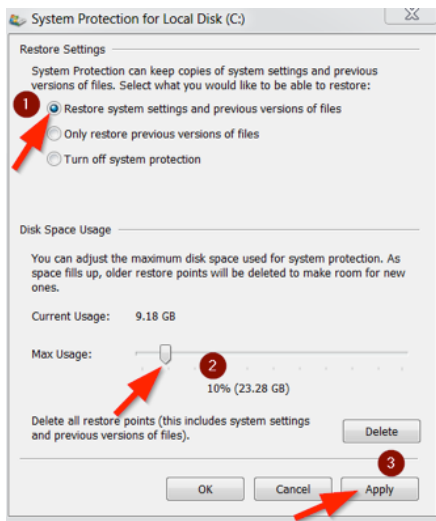 System Protection for Local Disk (C:)
Restore Settings
System Protection can keep copies of system settings and previous
versions of files. Select what you would like to be able to restore:
1
Restore system settings and previous versions of files
Only restore previous versions of files
Turn off system protection
Disk Space Usage
You can adjust the maximum disk space used for system protection. As
space fills up, older restore points will be deleted to make room for new
ones.
Current Usage: 9.18 GB
Max Usage:
2
10% (23.28 GB)
Delete all restore points (this includes system settings
and previous versions of files).
Delete
3
OK Cancel Apply